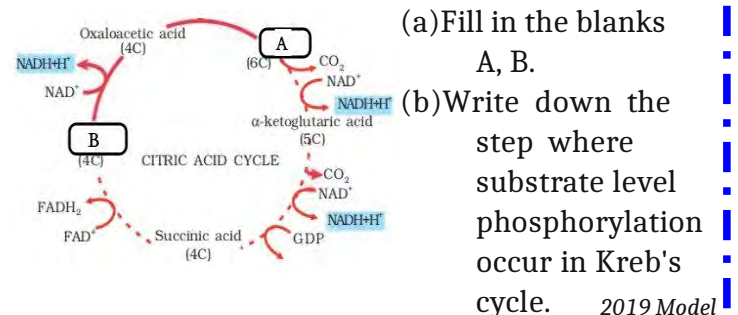 Oxaloacetic acid
(4C)
A
(6C)
CO₂
NAD⁺
NADH+H⁺
α-ketoglutaric acid
(5C)
CO₂
NAD⁺
NADH+H⁺
GDP
Succinic acid
(4C)
FAD⁺
FADH₂
B
(4C)
NAD⁺
NADH+H⁺
CITRIC ACID CYCLE
(a)Fill in the blanks
A, B.
(b)Write down the
step where
substrate level
phosphorylation
occur in Kreb's
cycle. 2019 Model